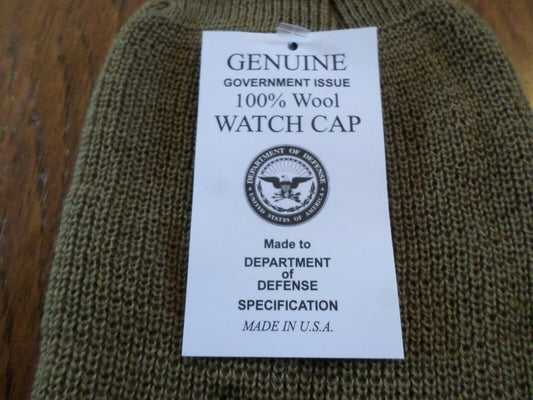 GENUINE
GOVERNMENT ISSUE
100% Wool
WATCH CAP
DEPARTMENT OF DEFENSE
UNITED STATES OF AMERICA
Made to
DEPARTMENT
of
DEFENSE
SPECIFICATION
MADE IN U.S.A.